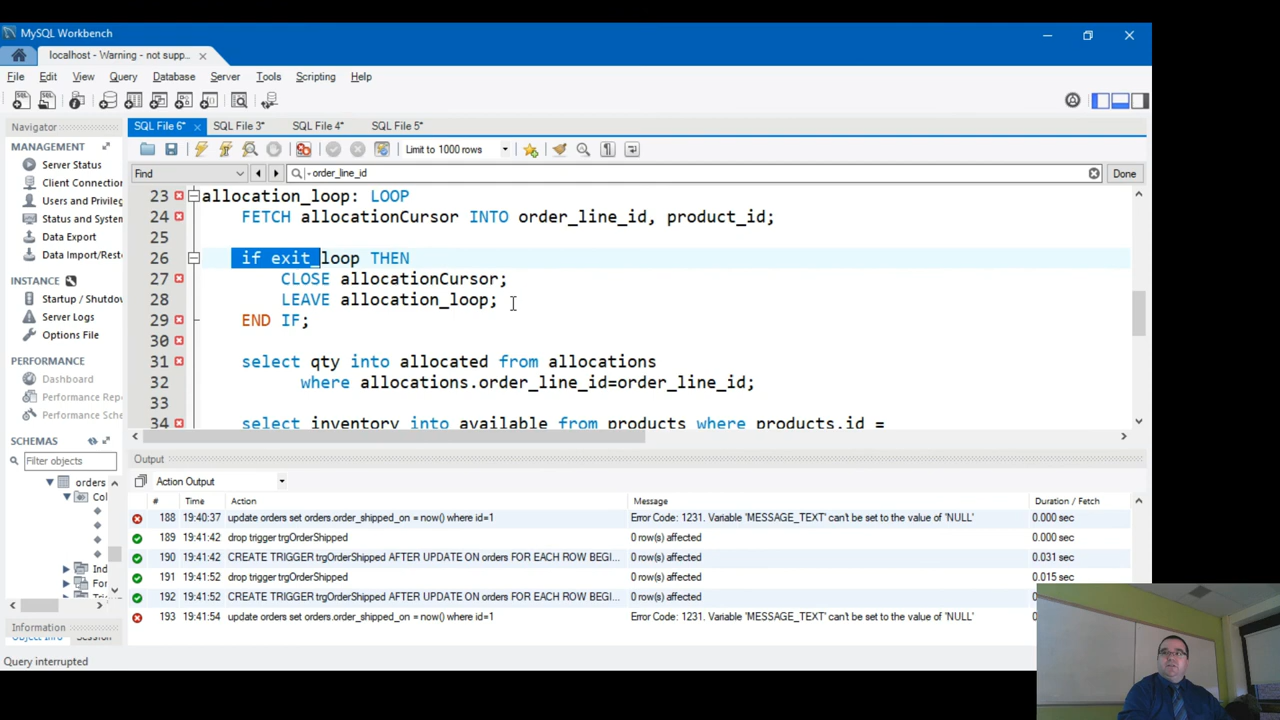 MySQL Workbench
localhost - Warning - not supp..
File Edit View Query Database Server Tools Scripting Help
Navigator
SQL File 6* SQL File 3* SQL File 4* SQL File 5*
MANAGEMENT
Server Status
Client Connection
Users and Privileg
Status and System
Data Export
Data Import/Resto
INSTANCE
Startup / Shutdow
Server Logs
Options File
PERFORMANCE
Dashboard
Performance Repo
Performance Sche
SCHEMAS
Filter objects
orders
Col
Ind
For
Information
Object Info Session
Query interrupted
Limit to 1000 rows
Find order_line_id Done
23 allocation_loop: LOOP
24 FETCH allocationCursor INTO order_line_id, product_id;
25
26 if exit_loop THEN
27 CLOSE allocationCursor;
28 LEAVE allocation_loop;
29 END IF;
30
31 select qty into allocated from allocations
32 where allocations.order_line_id=order_line_id;
33
34 select inventory into available from products where products.id =
Output
Action Output
# Time Action Message Duration / Fetch
188 19:40:37 update orders set orders.order_shipped_on = now() where id=1 Error Code: 1231. Variable 'MESSAGE_TEXT' can't be set to the value of 'NULL' 0.000 sec
189 19:41:42 drop trigger trgOrderShipped 0 row(s) affected 0.000 sec
190 19:41:42 CREATE TRIGGER trgOrderShipped AFTER UPDATE ON orders FOR EACH ROW BEGI... 0 row(s) affected 0.031 sec
191 19:41:52 drop trigger trgOrderShipped 0 row(s) affected 0.015 sec
192 19:41:52 CREATE TRIGGER trgOrderShipped AFTER UPDATE ON orders FOR EACH ROW BEGI... 0 row(s) affected
193 19:41:54 update orders set orders.order_shipped_on = now() where id=1 Error Code: 1231. Variable 'MESSAGE_TEXT' can't be set to the value of 'NULL'